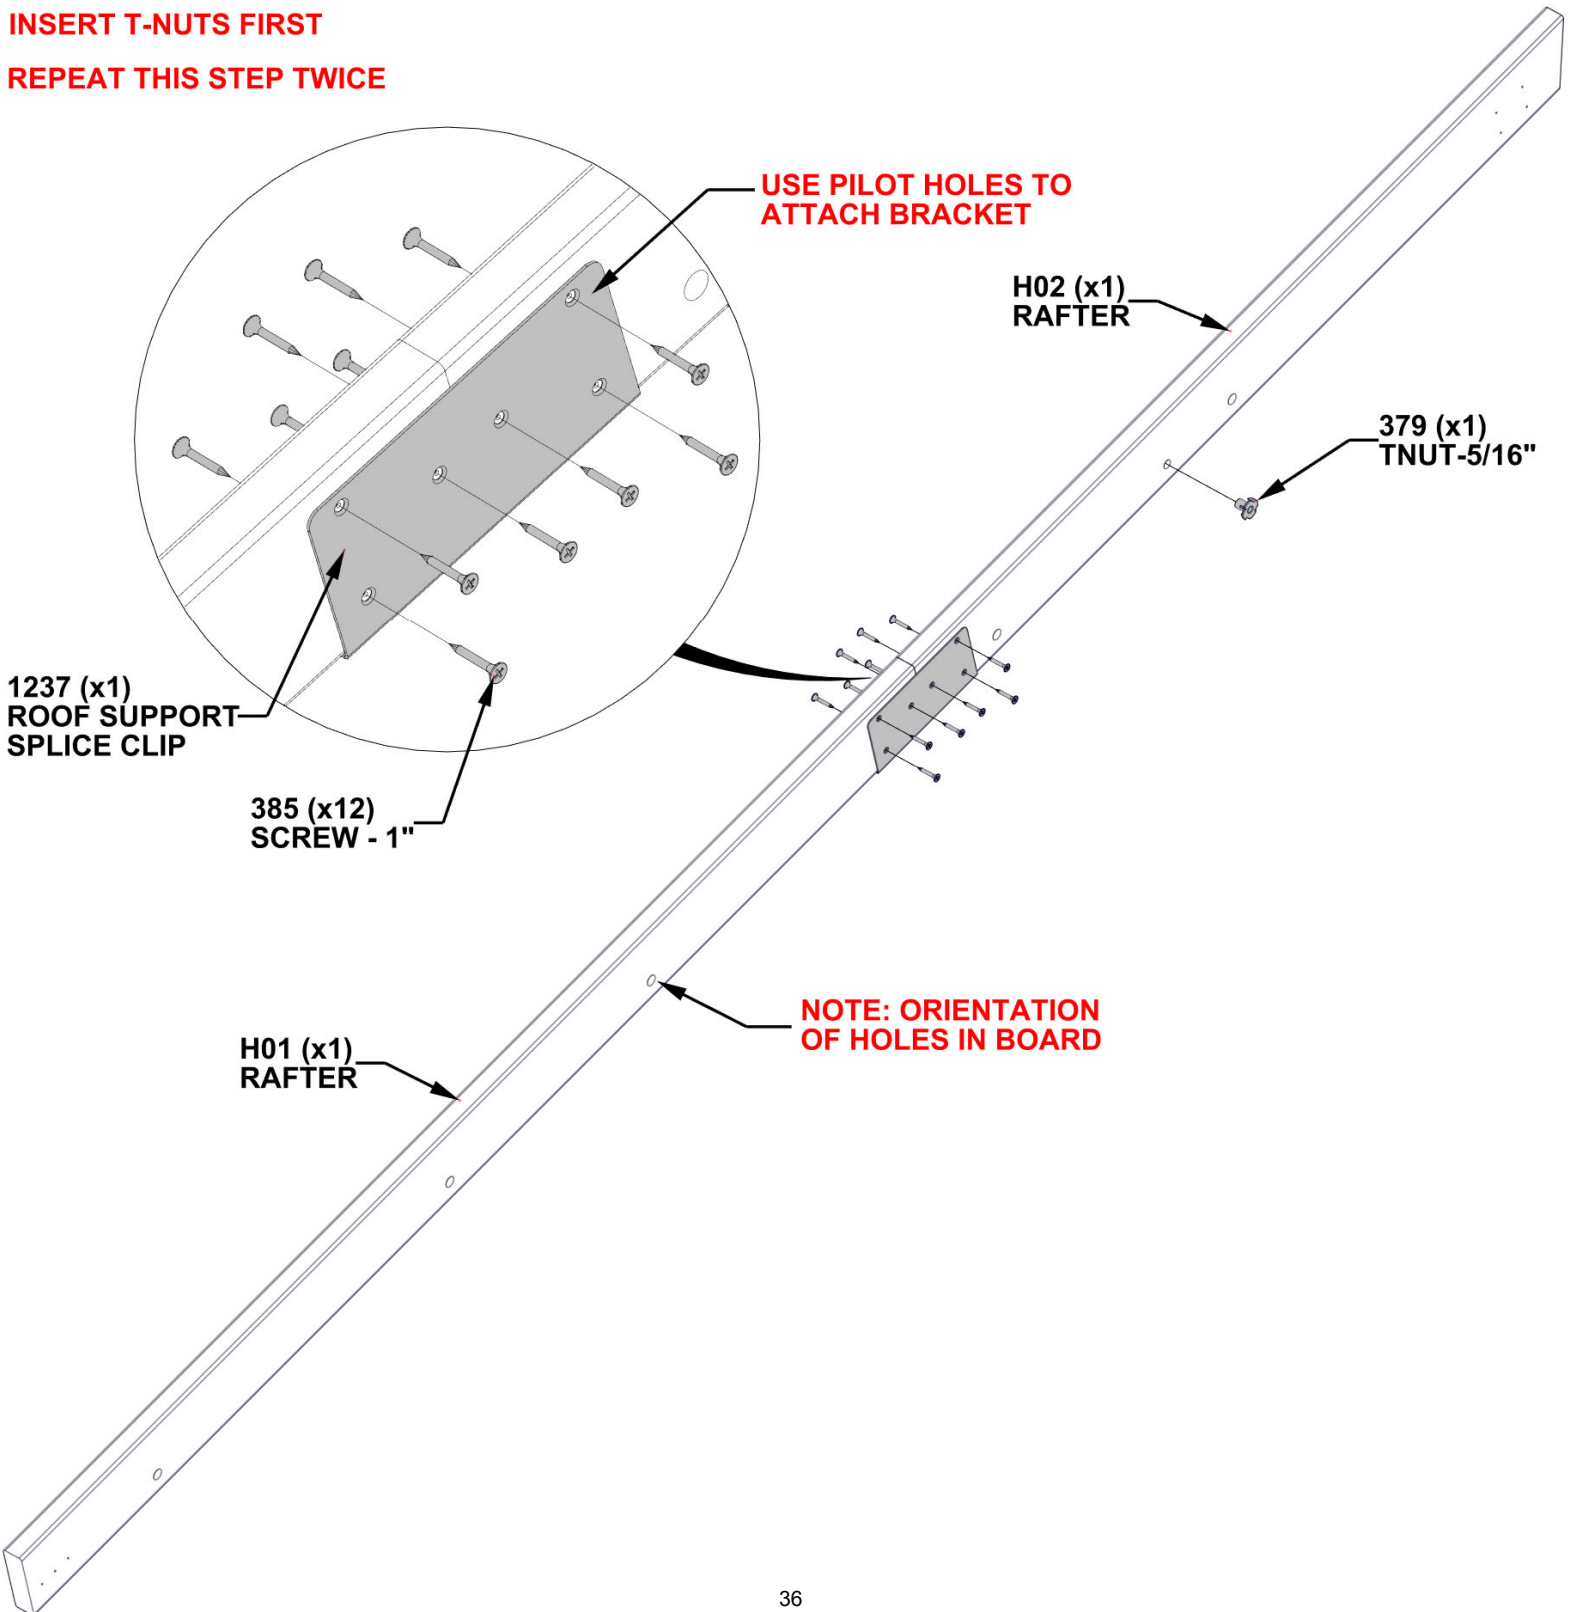 INSERT T-NUTS FIRST
REPEAT THIS STEP TWICE
USE PILOT HOLES TO
ATTACH BRACKET
H02 (x1)
RAFTER
379 (x1)
TNUT-5/16"
1237 (x1)
ROOF SUPPORT
SPLICE CLIP
385 (x12)
SCREW - 1"
NOTE: ORIENTATION
OF HOLES IN BOARD
H01 (x1)
RAFTER
36